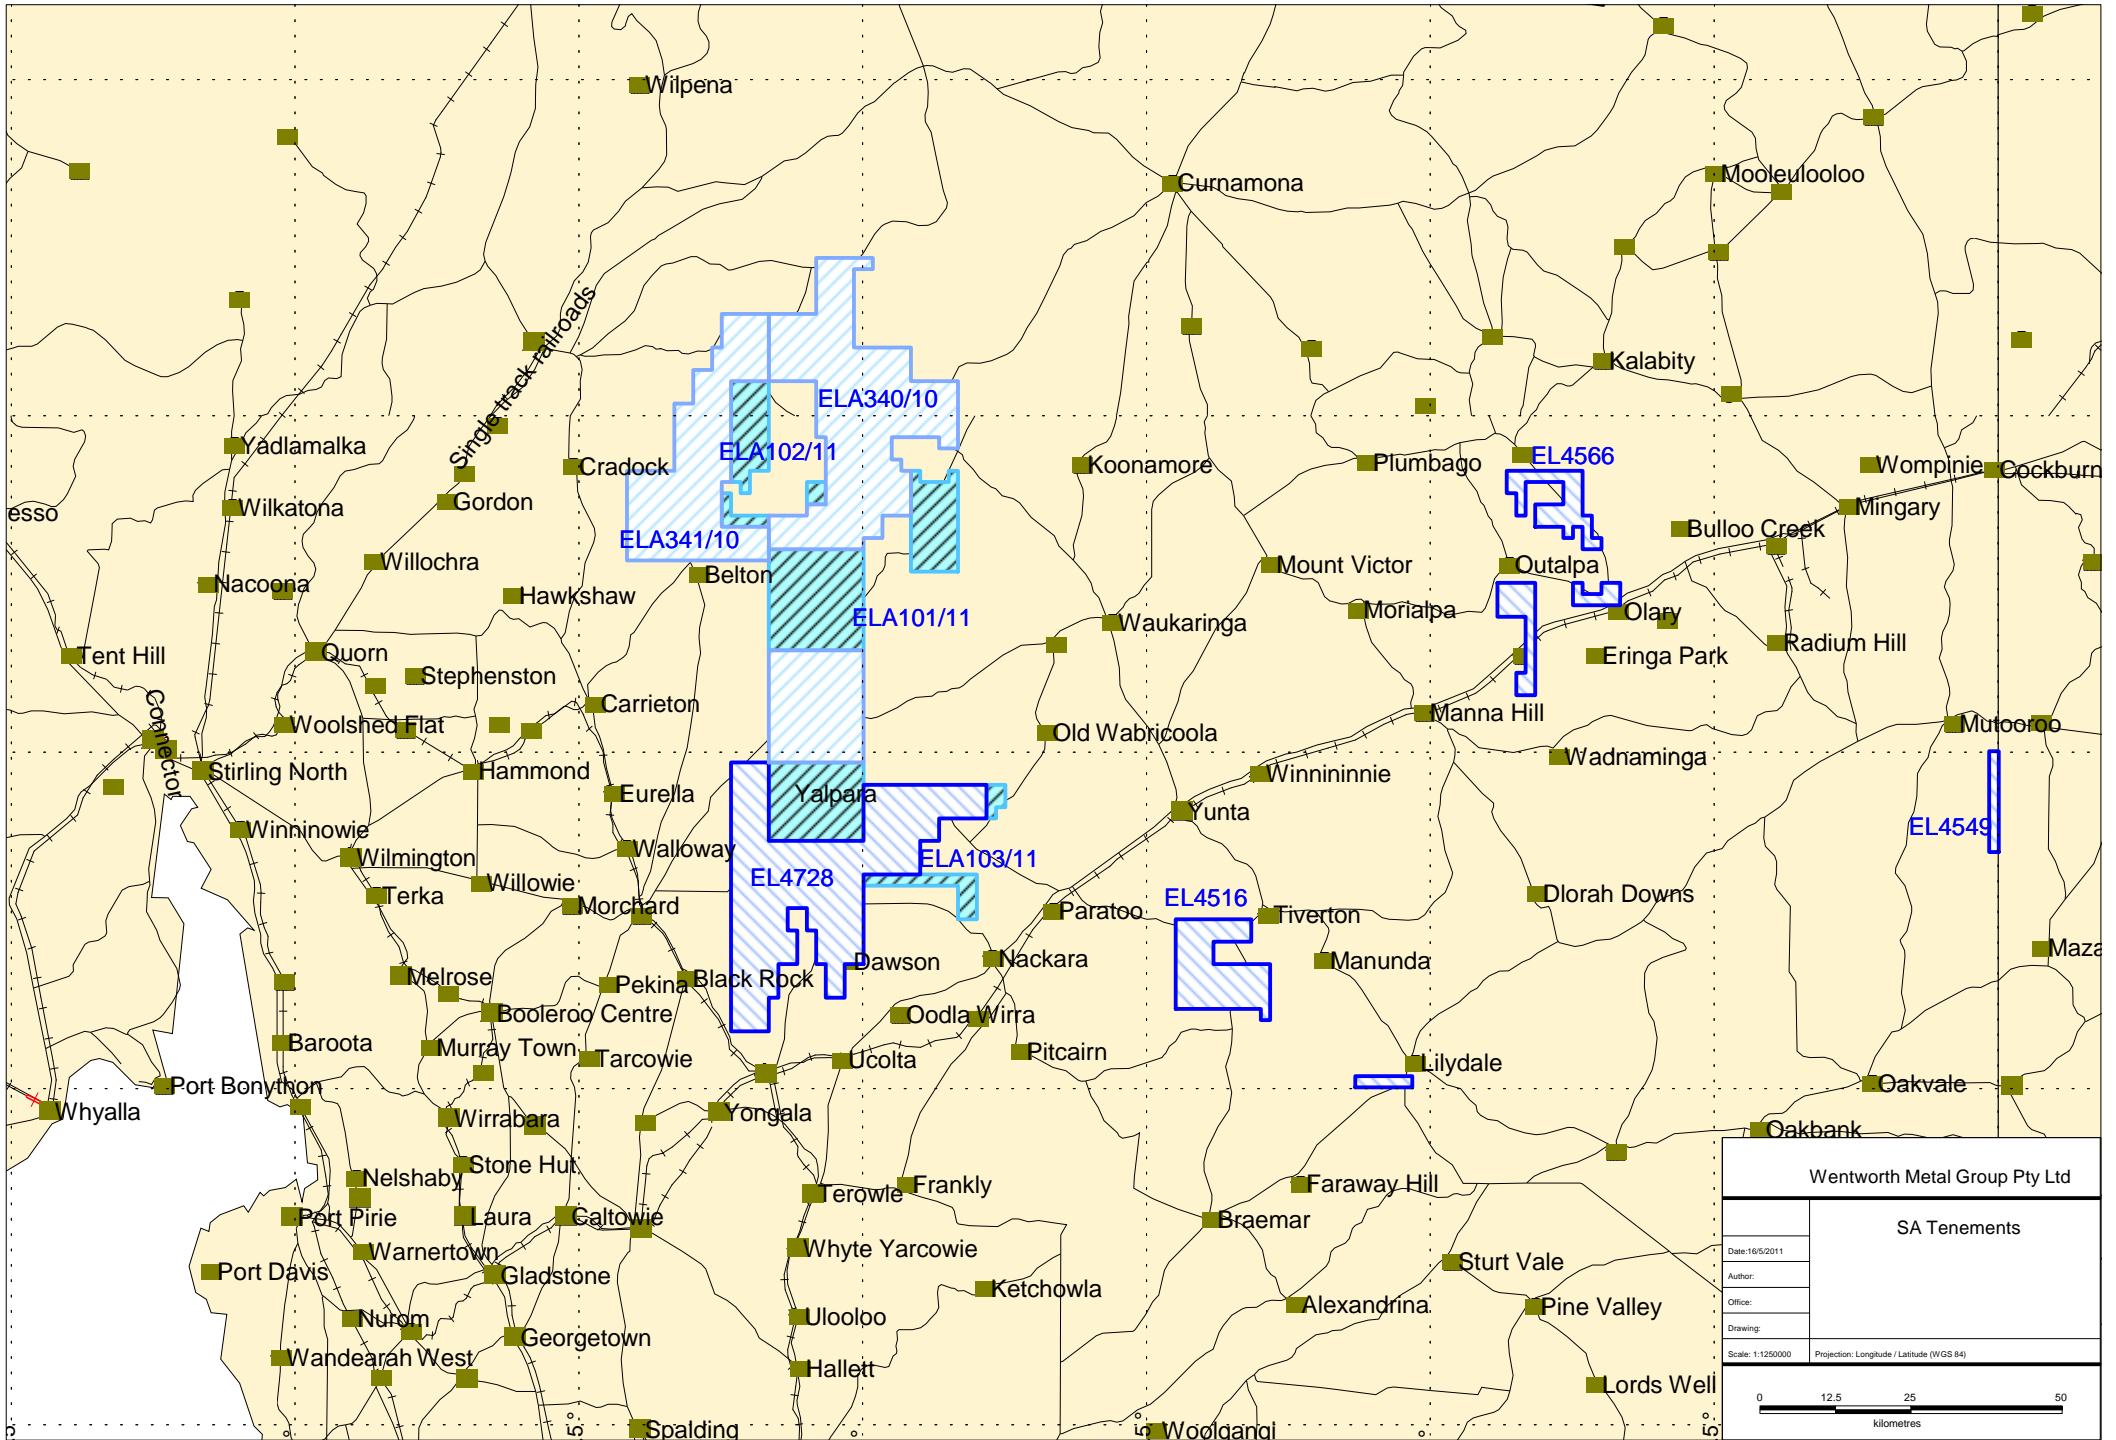 Wilpena
Curnamona
Mooleulooloo
Single track railroads
Kalabity
ELA340/10
Yadlamalka
Cradock
ELA102/11
Koonamore
Plumbago
EL4566
Wompinie
Cockburn
esso
Wilkatona
Gordon
Mingary
ELA341/10
Bulloo Creek
Willochra
Belton
Mount Victor
Outalpa
Nacoona
Hawkshaw
ELA101/11
Waukaringa
Morialpa
Olary
Tent Hill
Quorn
Stephenston
Eringa Park
Radium Hill
Connector
Woolshed Flat
Carrieton
Old Wabricoola
Manna Hill
Mutooroo
Stirling North
Hammond
Winnininnie
Wadnaminga
Eurella
Yalpara
Yunta
Winninowie
EL4549
Wilmington
Walloway
ELA103/11
Terka
Willowie
Morchard
EL4728
Paratoo
EL4516
Tiverton
Dlorah Downs
Melrose
Pekina
Black Rock
Dawson
Nackara
Manunda
Maza
Booleroo Centre
Oodla Wirra
Baroota
Murray Town
Tarcowie
Ucolta
Pitcairn
Lilydale
Port Bonython
Oakvale
Whyalla
Wirrabara
Yongala
Oakbank
Nelshaby
Stone Hut
Terowie
Frankly
Faraway Hill
Port Pirie
Laura
Caltowie
Braemar
Warnertown
Whyte Yarcowie
Port Davis
Gladstone
Ketchowla
Sturt Vale
Nurom
Ulooloo
Alexandrina
Pine Valley
Georgetown
Wandearah West
Hallett
Lords Well
Spalding
Woolgangi
5
°
5°
°
5°
°
5°
Wentworth Metal Group Pty Ltd
SA Tenements
Date:16/5/2011
Author:
Office:
Drawing:
Scale: 1:1250000
Projection: Longitude / Latitude (WGS 84)
0 12.5 25 50
kilometres